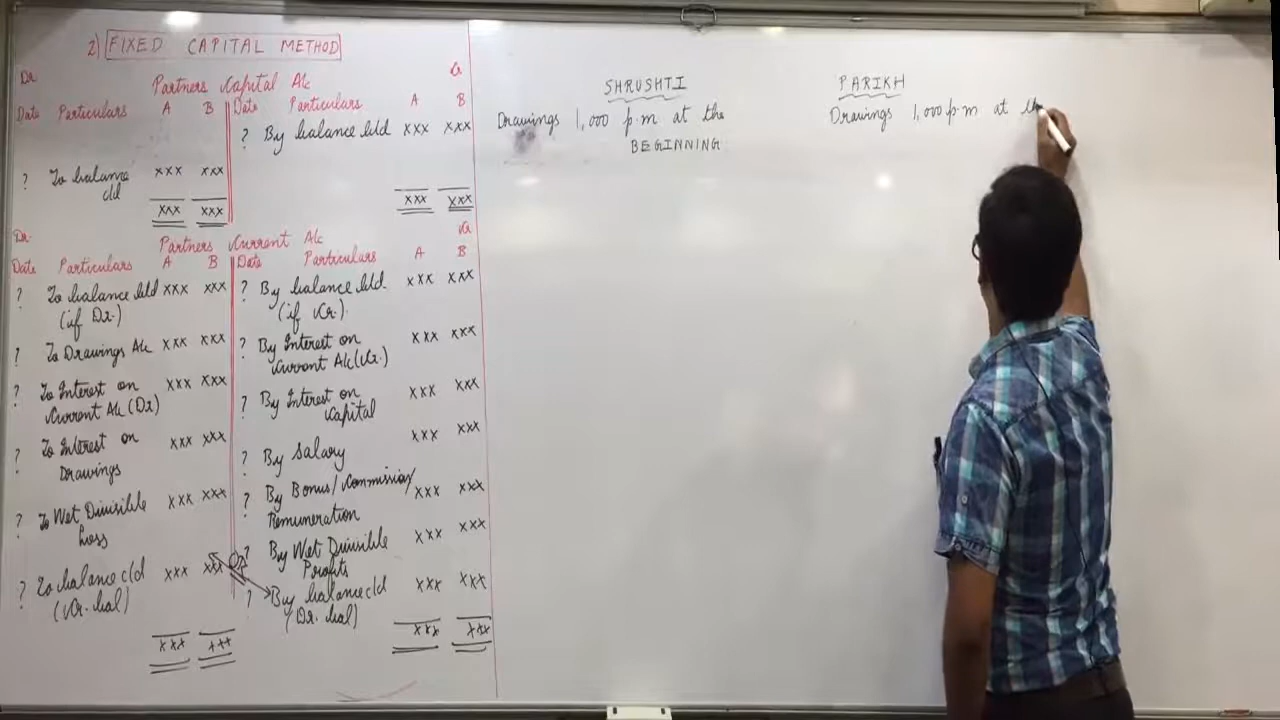 2) FIXED CAPITAL METHOD
Dr. Partners Capital A/c Cr.
Date Particulars A B Date Particulars A B
? By balance b/d xxx xxx
? To balance c/d xxx xxx
xxx xxx xxx xxx
Dr. Partners Current A/c Cr.
Date Particulars A B Date Particulars A B
? To balance b/d xxx xxx ? By balance b/d. xxx xxx
(if Dr.) (if Cr.)
? To Drawings A/c xxx xxx ? By Interest on xxx xxx
Current A/c (Cr.)
? To Interest on xxx xxx ? By Interest on xxx xxx
Current A/c (Dr) Capital
? To Interest on xxx xxx ? By Salary xxx xxx
Drawings
? To Net Divisible xxx xxx ? By Bonus/Commission/ xxx xxx
Loss Remuneration
? By Net Divisible xxx xxx
Profits
? To balance c/d xxx xxx Or ? By balance c/d xxx xxx
(Cr. bal) (Dr. bal)
xxx xxx xxx xxx
SHRUSHTI
Drawings 1,000 p.m at the
BEGINNING
PARIKH
Drawings 1,000 p.m at th